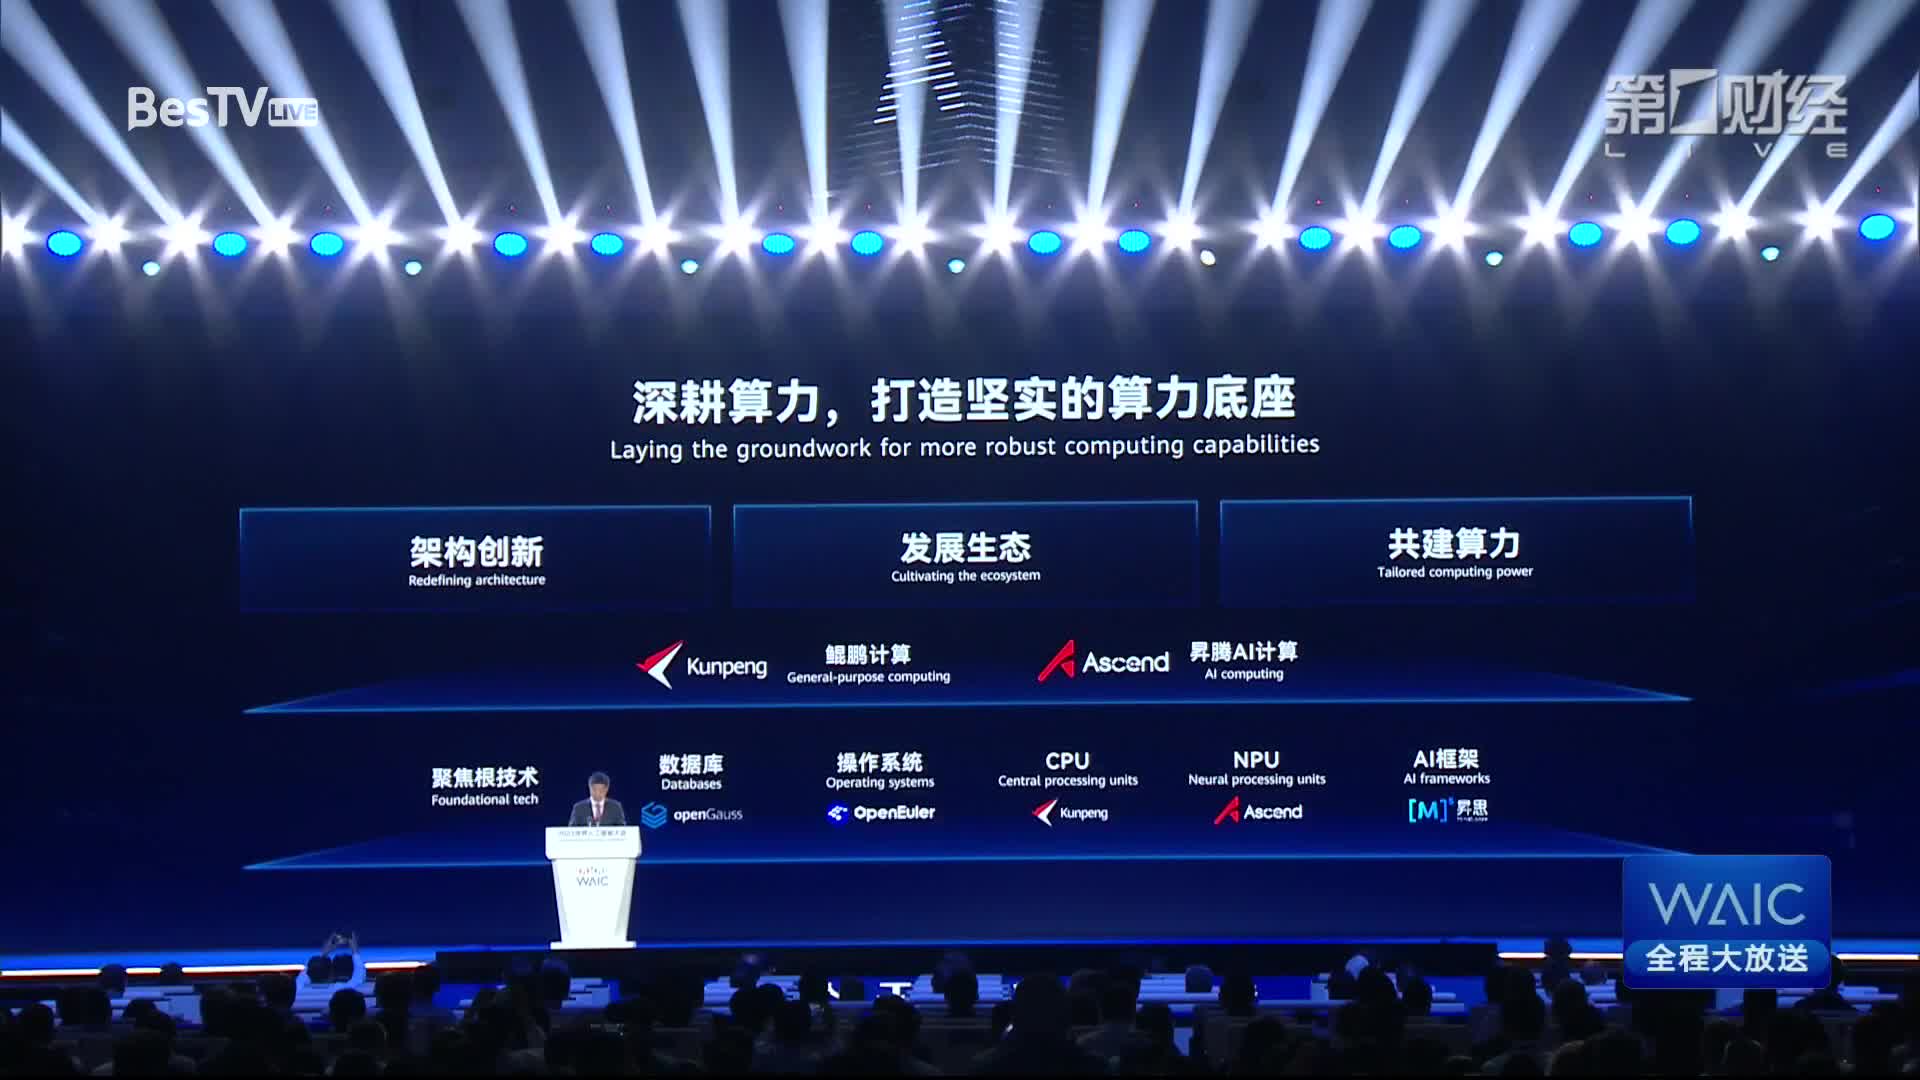 BesTV LIVE
第一财经
LIVE
深耕算力，打造坚实的算力底座
Laying the groundwork for more robust computing capabilities
架构创新
Redefining architecture
发展生态
Cultivating the ecosystem
共建算力
Tailored computing power
Kunpeng
鲲鹏计算
General-purpose computing
Ascend
昇腾AI计算
AI computing
聚焦根技术
Foundational tech
数据库
Databases
openGauss
操作系统
Operating systems
OpenEuler
CPU
Central processing units
Kunpeng
NPU
Neural processing units
Ascend
AI框架
AI frameworks
[M]s 昇思
WAIC
WAIC
全程大放送